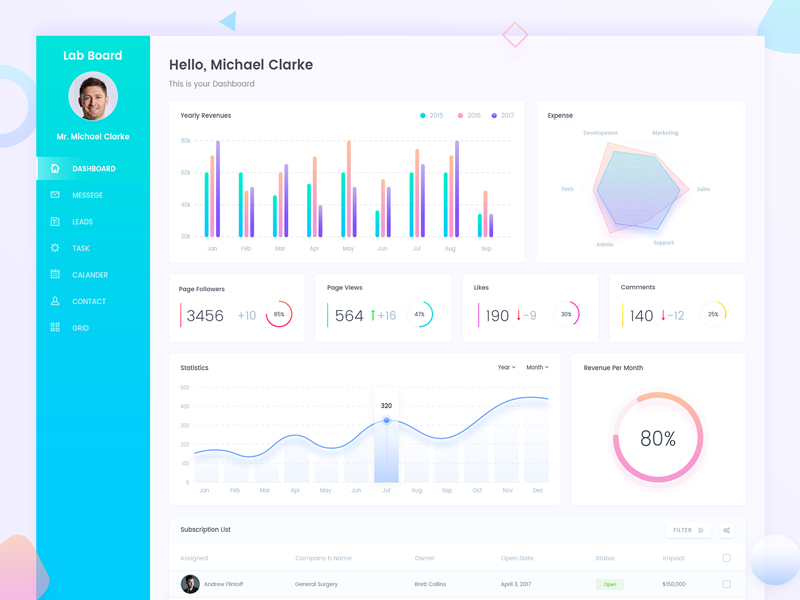 Lab Board
Mr. Michael Clarke
DASHBOARD
MESSEGE
LEADS
TASK
CALANDER
CONTACT
GRID
Hello, Michael Clarke
This is your Dashboard
Yearly Revenues
2015 2016 2017
80k
60k
40k
20k
Jan Feb Mar Apr May Jun Jul Aug Sep
Expense
Development Marketing
Tech Sales
Admin Support
Page Followers
3456 +10 85%
Page Views
564 +16 47%
Likes
190 -9 30%
Comments
140 -12 25%
Statistics Year Month
500
400
300
200
100
0
320
Jan Feb Mar Apr May Jun Jul Aug Sep Oct Nov Dec
Revenue Per Month
80%
Subscription List FILTER
Assigned Company & Name Owner Open Date Status Impact
Andrew Flintoff General Surgery Brett Collins April 3, 2017 Open $150,000